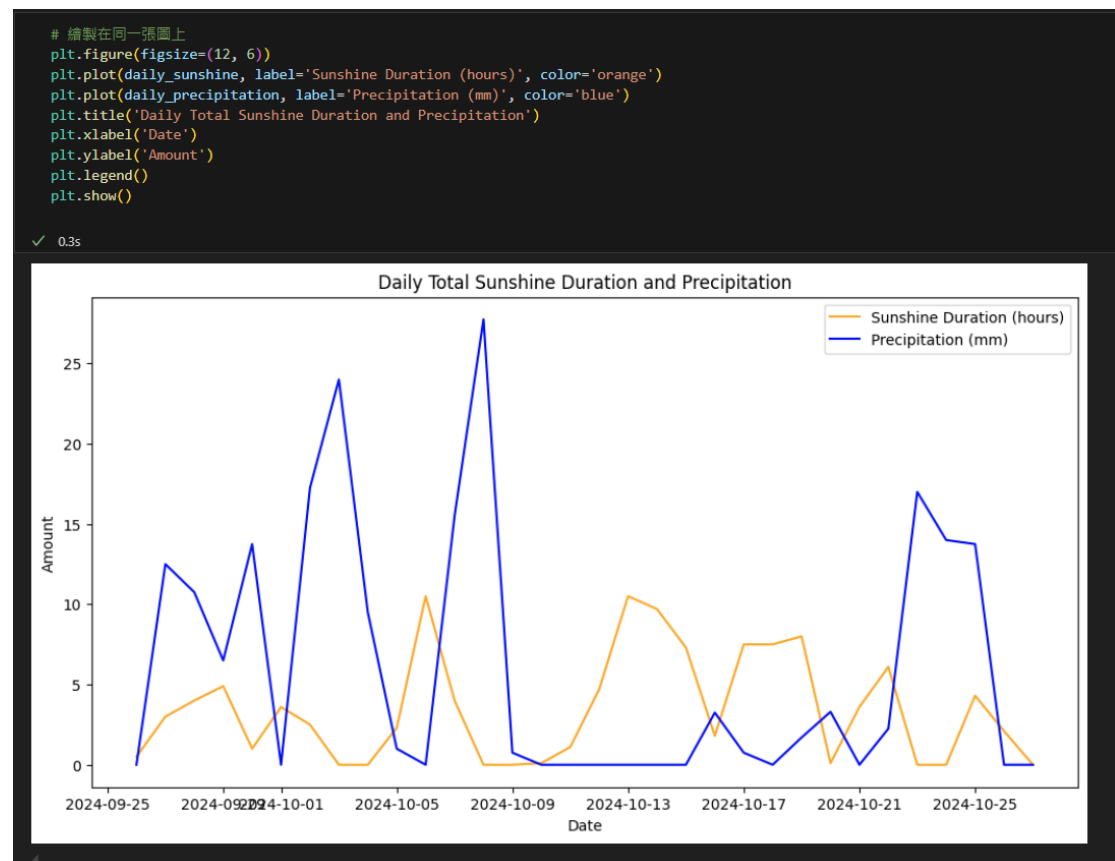 # 繪製在同一張圖上
plt.figure(figsize=(12, 6))
plt.plot(daily_sunshine, label='Sunshine Duration (hours)', color='orange')
plt.plot(daily_precipitation, label='Precipitation (mm)', color='blue')
plt.title('Daily Total Sunshine Duration and Precipitation')
plt.xlabel('Date')
plt.ylabel('Amount')
plt.legend()
plt.show()
0.3s
Daily Total Sunshine Duration and Precipitation
Sunshine Duration (hours)
Precipitation (mm)
25
20
15
10
5
0
Amount
2024-09-25 2024-09-29 2024-10-01 2024-10-05 2024-10-09 2024-10-13 2024-10-17 2024-10-21 2024-10-25
Date